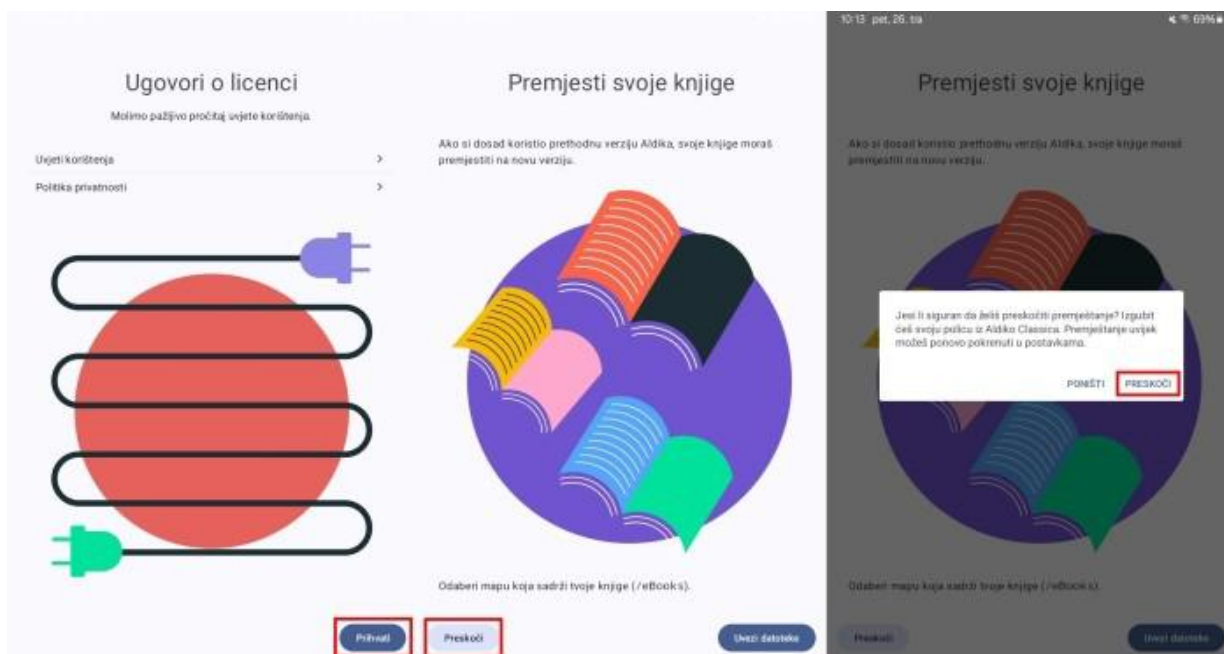 Ugovori o licenci
Molimo pažljivo pročitaj uvjete korištenja.
Uvjeti korištenja
Politika privatnosti
Prihvati
Premjesti svoje knjige
Ako si dosad koristio prethodnu verziju Aldika, svoje knjige moraš
premjestiti na novu verziju.
Odaberi mapu koja sadrži tvoje knjige (/eBooks).
Preskoči
Uvezi datoteke
10:13 pet, 26. tra
69%
Premjesti svoje knjige
Ako si dosad koristio prethodnu verziju Aldika, svoje knjige moraš
premjestiti na novu verziju.
Jesi li siguran da želiš preskočiti premještanje? Izgubit
ćeš svoju policu iz Aldiko Classica. Premještanje uvijek
možeš ponovo pokrenuti u postavkama.
PONIŠTI PRESKOČI
Odaberi mapu koja sadrži tvoje knjige (/eBooks).
Preskoči
Uvezi datoteke